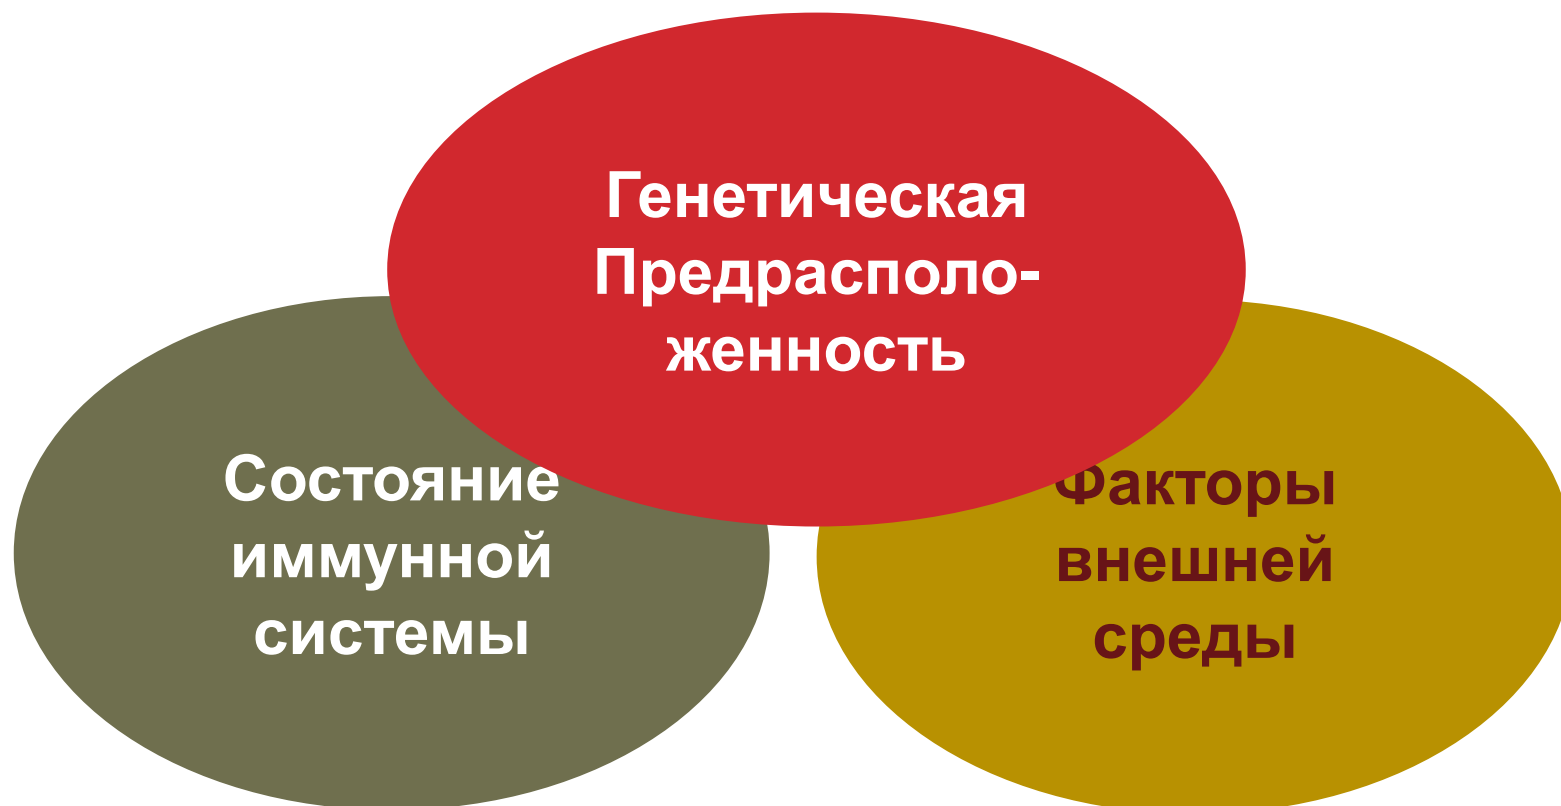 Генетическая
Предрасполо-
женность
Состояние
иммунной
системы
Факторы
внешней
среды